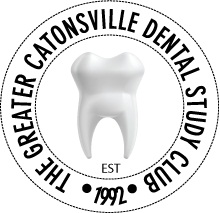 THE GREATER CATONSVILLE DENTAL STUDY CLUB
EST
• 1992 •